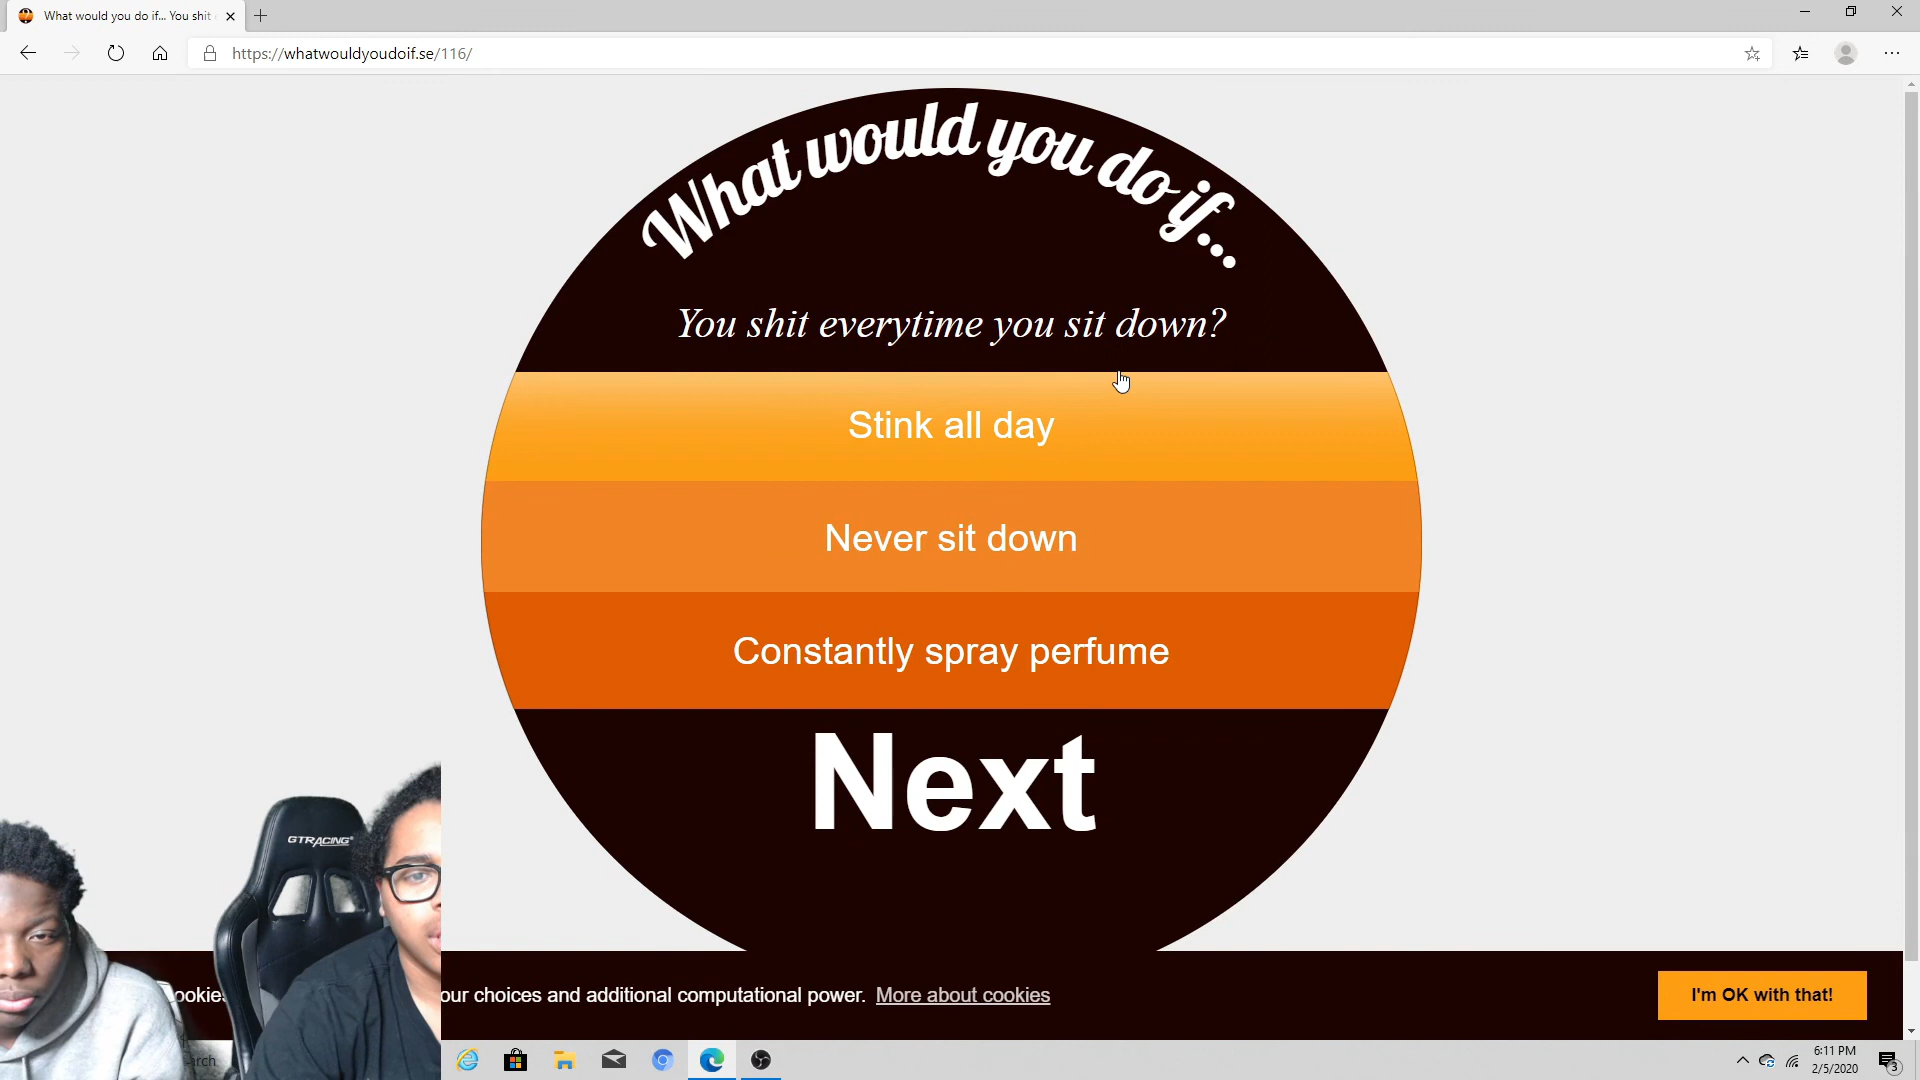 What would you do if... You shit
https://whatwouldyoudoif.se/116/
What would you do if...
You shit everytime you sit down?
Stink all day
Never sit down
Constantly spray perfume
Next
GTRACING
our choices and additional computational power. More about cookies
I'm OK with that!
6:11 PM
2/5/2020
3